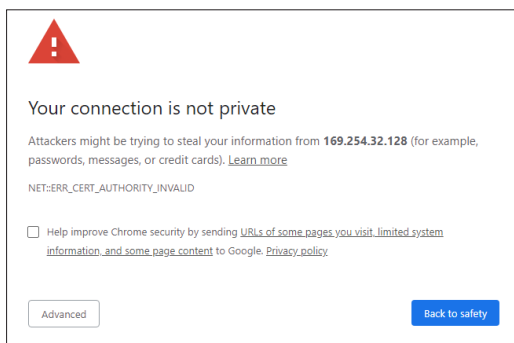 Your connection is not private
Attackers might be trying to steal your information from 169.254.32.128 (for example,
passwords, messages, or credit cards). Learn more
NET::ERR_CERT_AUTHORITY_INVALID
Help improve Chrome security by sending URLs of some pages you visit, limited system
information, and some page content to Google. Privacy policy
Advanced
Back to safety